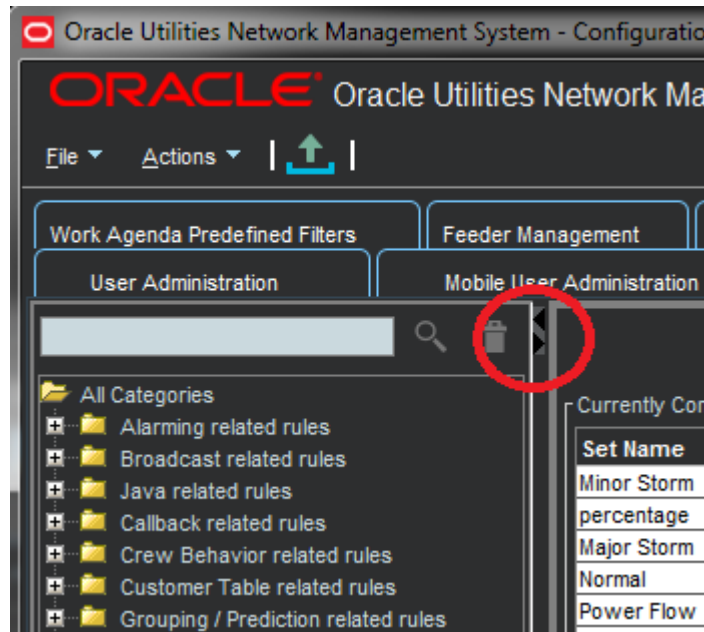 Oracle Utilities Network Management System - Configuratio
ORACLE® Oracle Utilities Network Ma
File Actions
Work Agenda Predefined Filters Feeder Management
User Administration Mobile User Administration
All Categories
Alarming related rules
Broadcast related rules
Java related rules
Callback related rules
Crew Behavior related rules
Customer Table related rules
Grouping / Prediction related rules
Currently Con
Set Name
Minor Storm
percentage
Major Storm
Normal
Power Flow